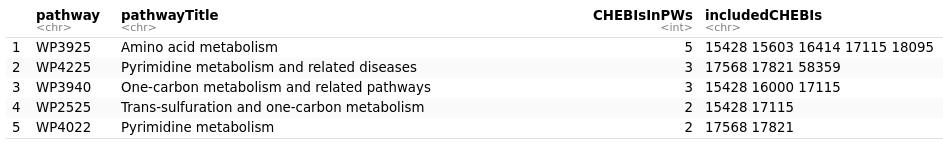 pathway pathwayTitle CHEBIsInPWs includedCHEBIs
<chr> <chr> <int> <chr>
1 WP3925 Amino acid metabolism 5 15428 15603 16414 17115 18095
2 WP4225 Pyrimidine metabolism and related diseases 3 17568 17821 58359
3 WP3940 One-carbon metabolism and related pathways 3 15428 16000 17115
4 WP2525 Trans-sulfuration and one-carbon metabolism 2 15428 17115
5 WP4022 Pyrimidine metabolism 2 17568 17821